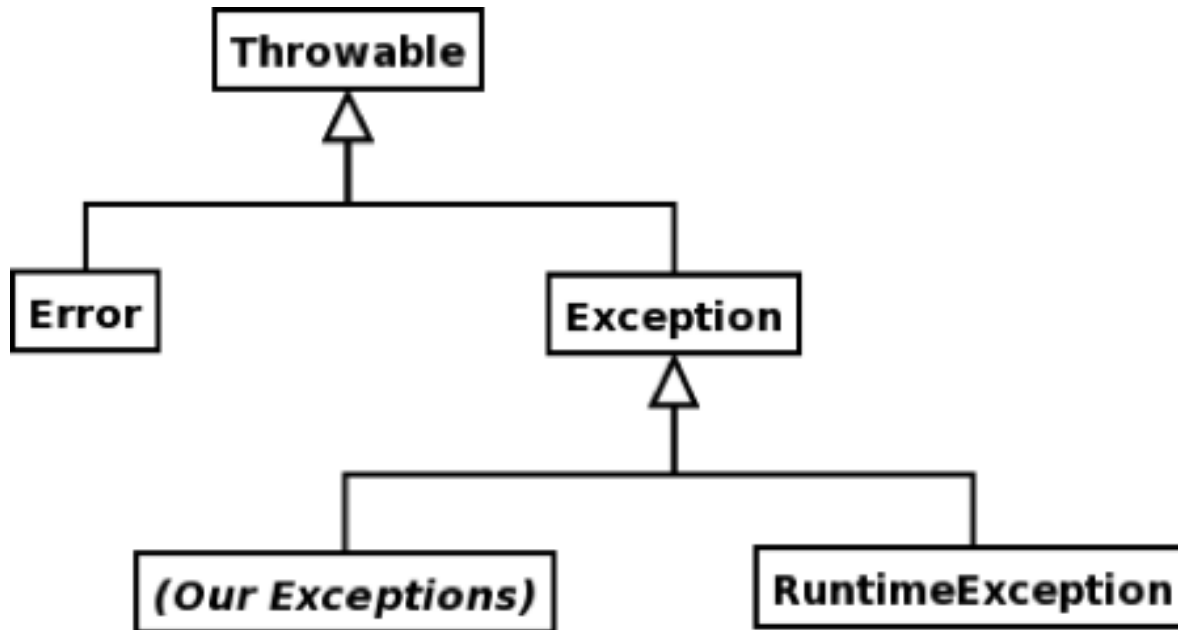 Throwable
Error
Exception
(Our Exceptions)
RuntimeException